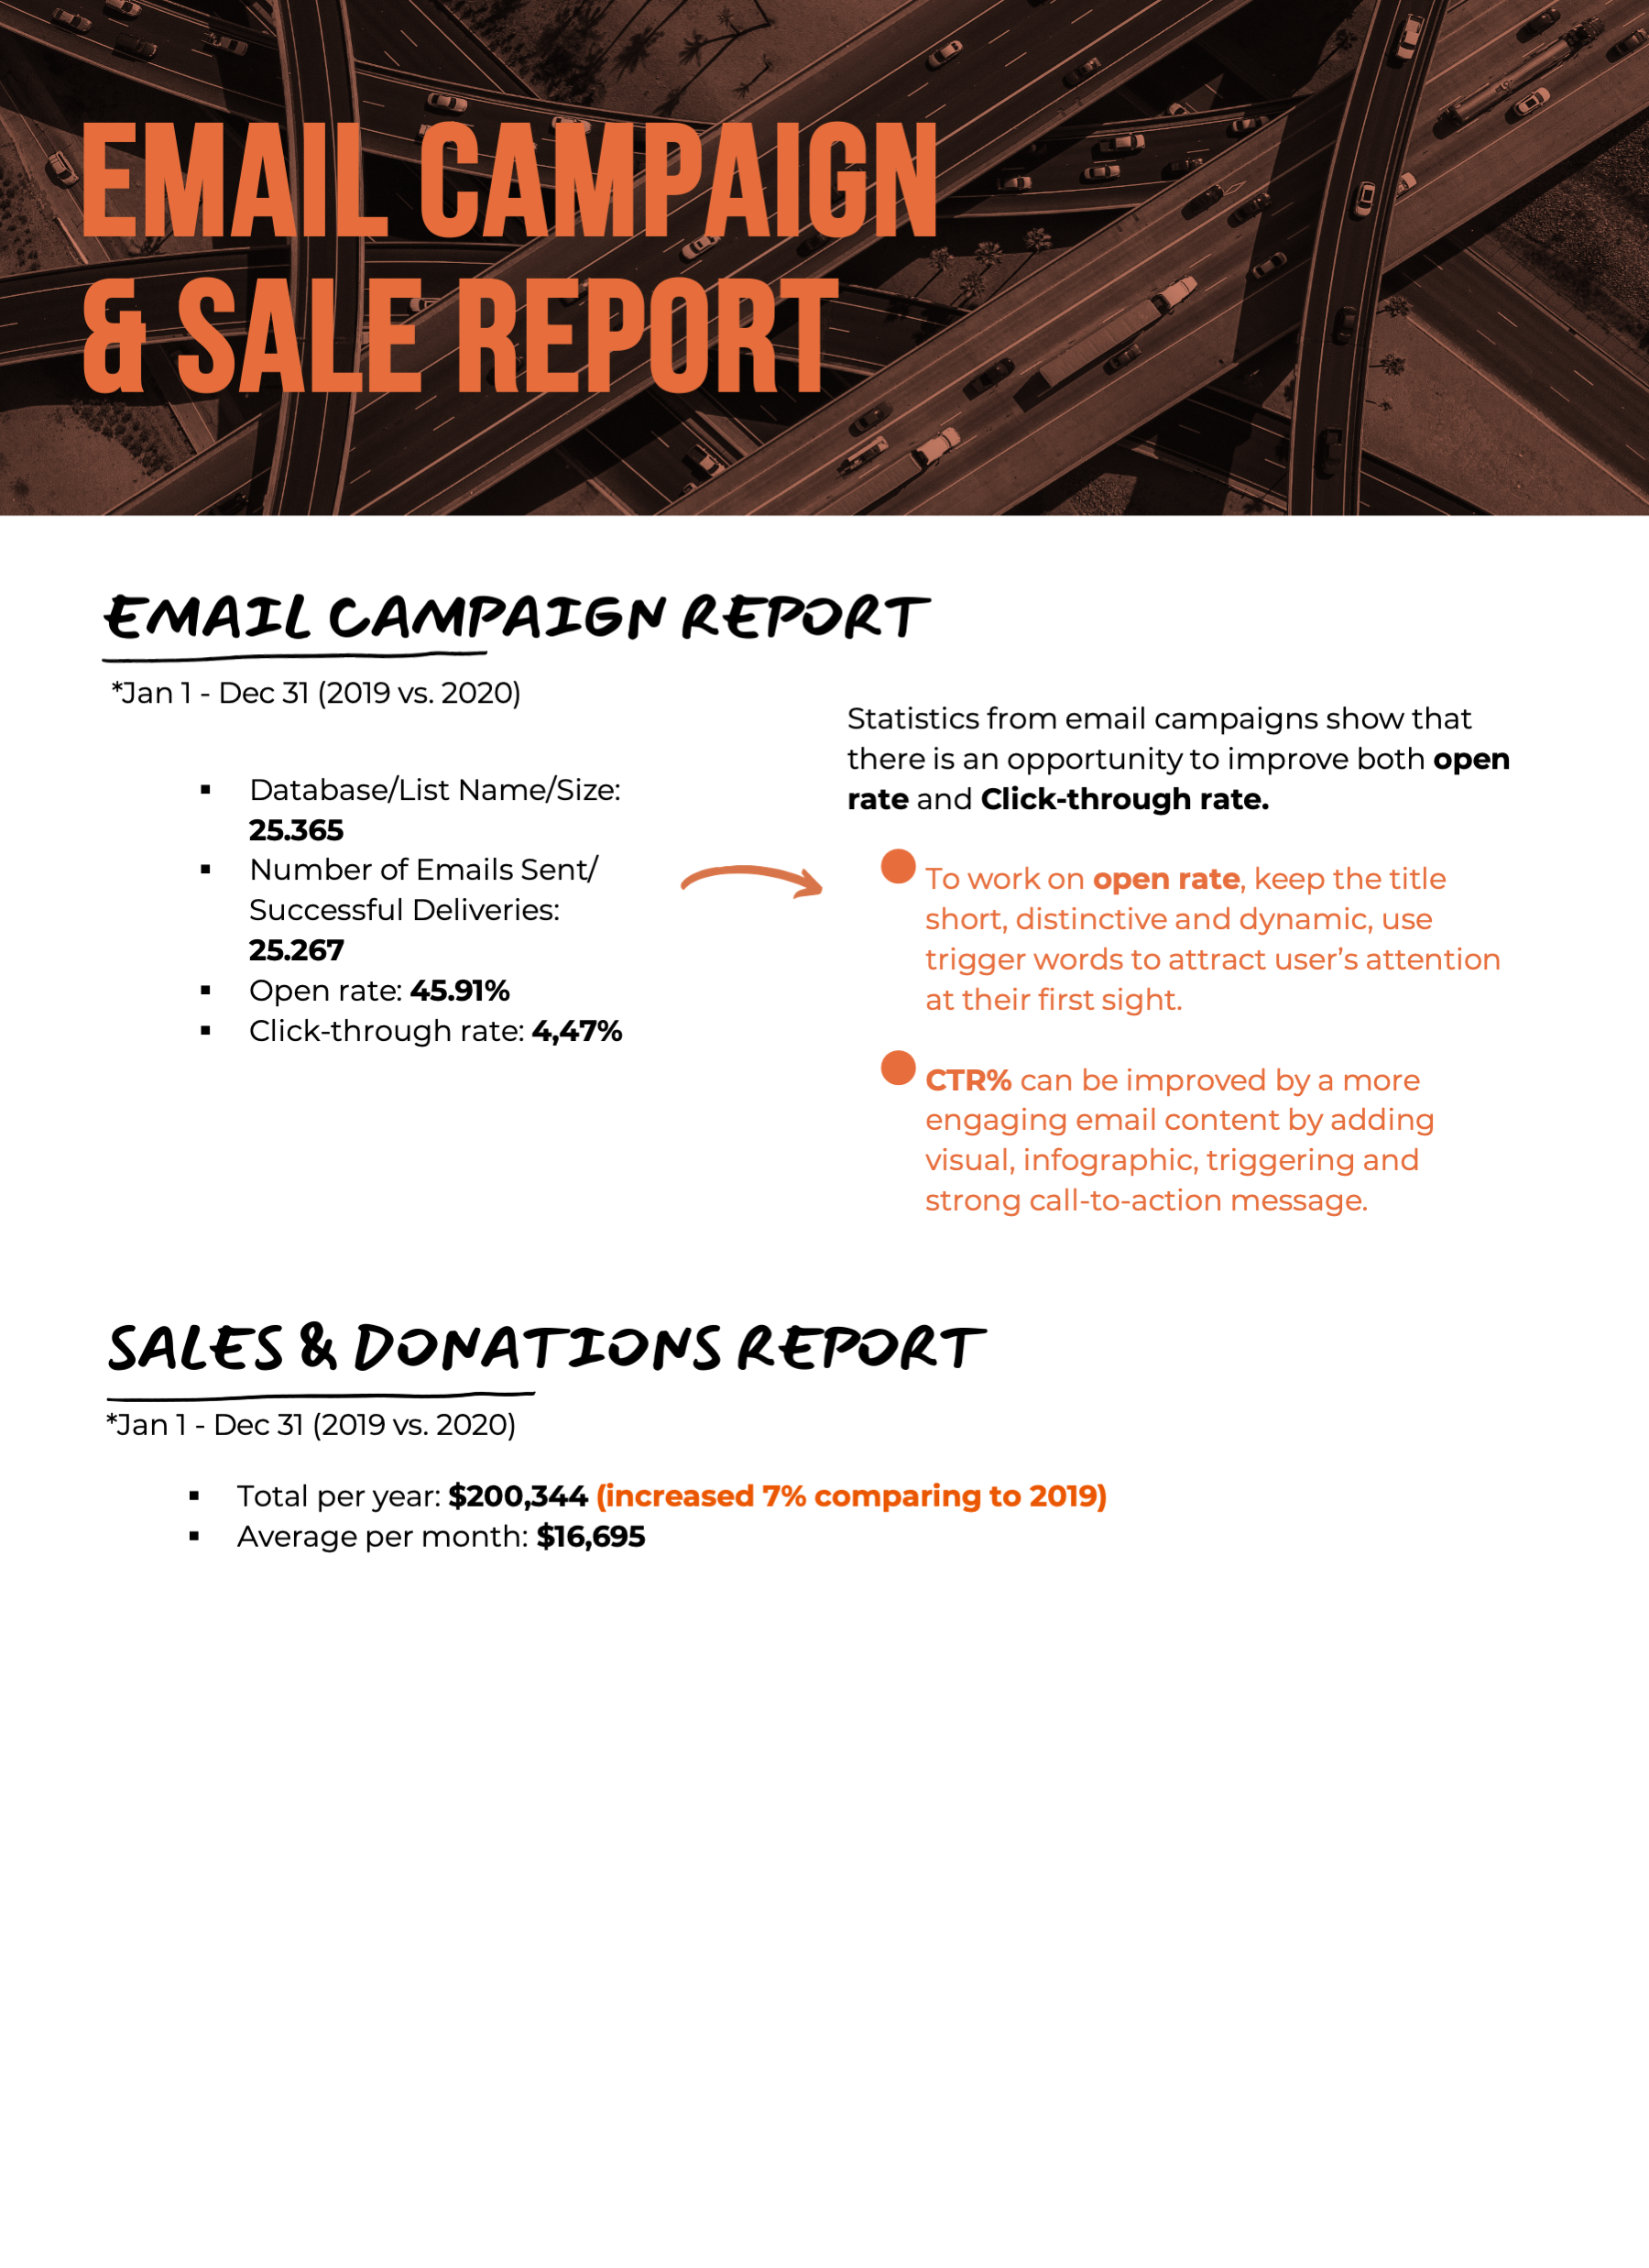 EMAIL CAMPAIGN
& SALE REPORT
EMAIL CAMPAIGN REPORT
*Jan 1 - Dec 31 (2019 vs. 2020)
▪ Database/List Name/Size:
25.365
▪ Number of Emails Sent/
Successful Deliveries:
25.267
▪ Open rate: 45.91%
▪ Click-through rate: 4,47%
Statistics from email campaigns show that
there is an opportunity to improve both open
rate and Click-through rate.
To work on open rate, keep the title
short, distinctive and dynamic, use
trigger words to attract user’s attention
at their first sight.
CTR% can be improved by a more
engaging email content by adding
visual, infographic, triggering and
strong call-to-action message.
SALES & DONATIONS REPORT
*Jan 1 - Dec 31 (2019 vs. 2020)
▪ Total per year: $200,344 (increased 7% comparing to 2019)
▪ Average per month: $16,695